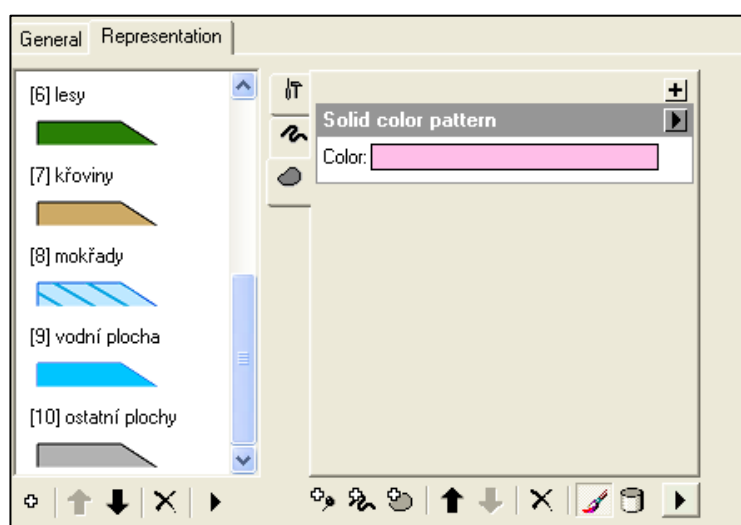 General
Representation
[6] lesy
[7] křoviny
[8] mokřady
[9] vodní plocha
[10] ostatní plochy
Solid color pattern
Color: